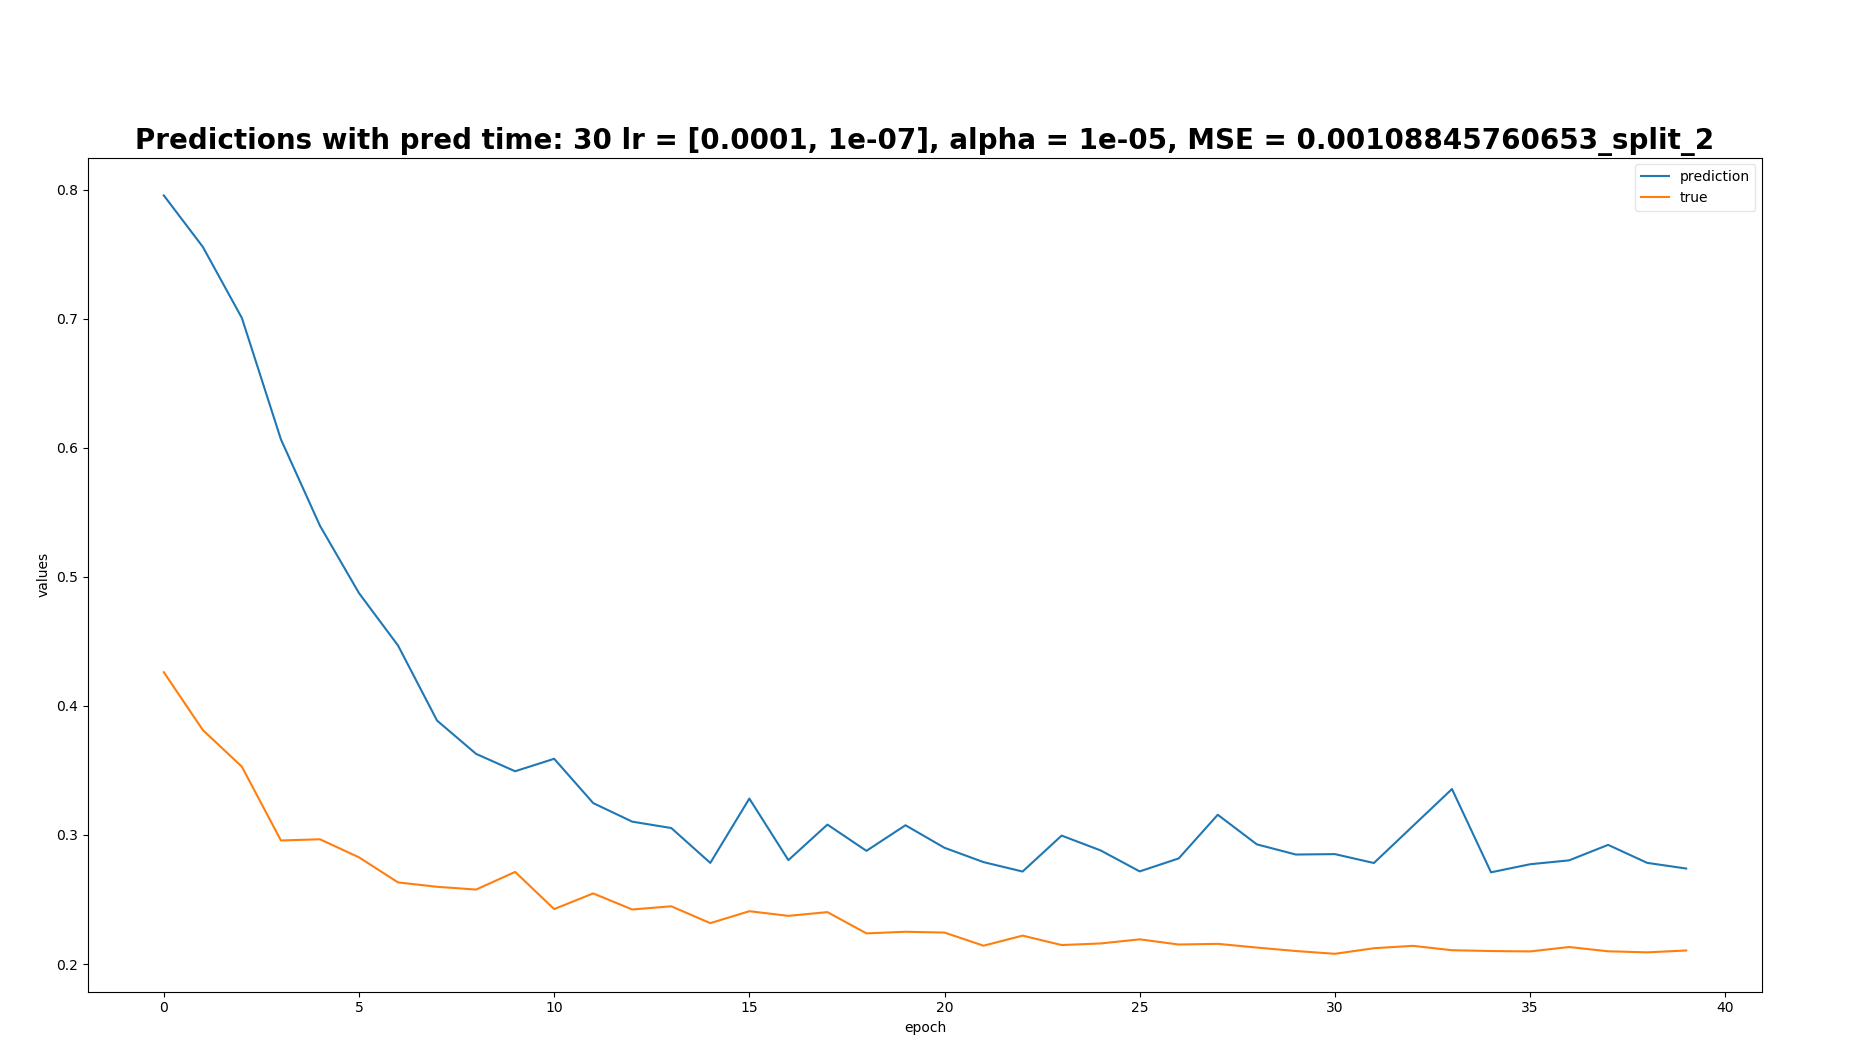 Predictions with pred time: 30 lr = [0.0001, 1e-07], alpha = 1e-05, MSE = 0.00108845760653_split_2
prediction
true
0.8
0.7
0.6
0.5
0.4
0.3
0.2
values
0 5 10 15 20 25 30 35 40
epoch